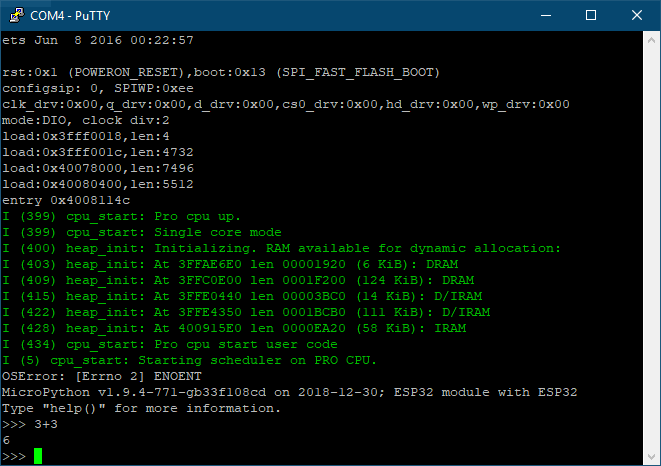 COM4 - PuTTY
ets Jun  8 2016 00:22:57
rst:0x1 (POWERON_RESET),boot:0x13 (SPI_FAST_FLASH_BOOT)
configsip: 0, SPIWP:0xee
clk_drv:0x00,q_drv:0x00,d_drv:0x00,cs0_drv:0x00,hd_drv:0x00,wp_drv:0x00
mode:DIO, clock div:2
load:0x3fff0018,len:4
load:0x3fff001c,len:4732
load:0x40078000,len:7496
load:0x40080400,len:5512
entry 0x4008114c
I (399) cpu_start: Pro cpu up.
I (399) cpu_start: Single core mode
I (400) heap_init: Initializing. RAM available for dynamic allocation:
I (403) heap_init: At 3FFAE6E0 len 00001920 (6 KiB): DRAM
I (409) heap_init: At 3FFC0E00 len 0001F200 (124 KiB): DRAM
I (415) heap_init: At 3FFE0440 len 00003BC0 (14 KiB): D/IRAM
I (422) heap_init: At 3FFE4350 len 0001BCB0 (111 KiB): D/IRAM
I (428) heap_init: At 400915E0 len 0000EA20 (58 KiB): IRAM
I (434) cpu_start: Pro cpu start user code
I (5) cpu_start: Starting scheduler on PRO CPU.
OSError: [Errno 2] ENOENT
MicroPython v1.9.4-771-gb33f108cd on 2018-12-30; ESP32 module with ESP32
Type "help()" for more information.
>>> 3+3
6
>>>